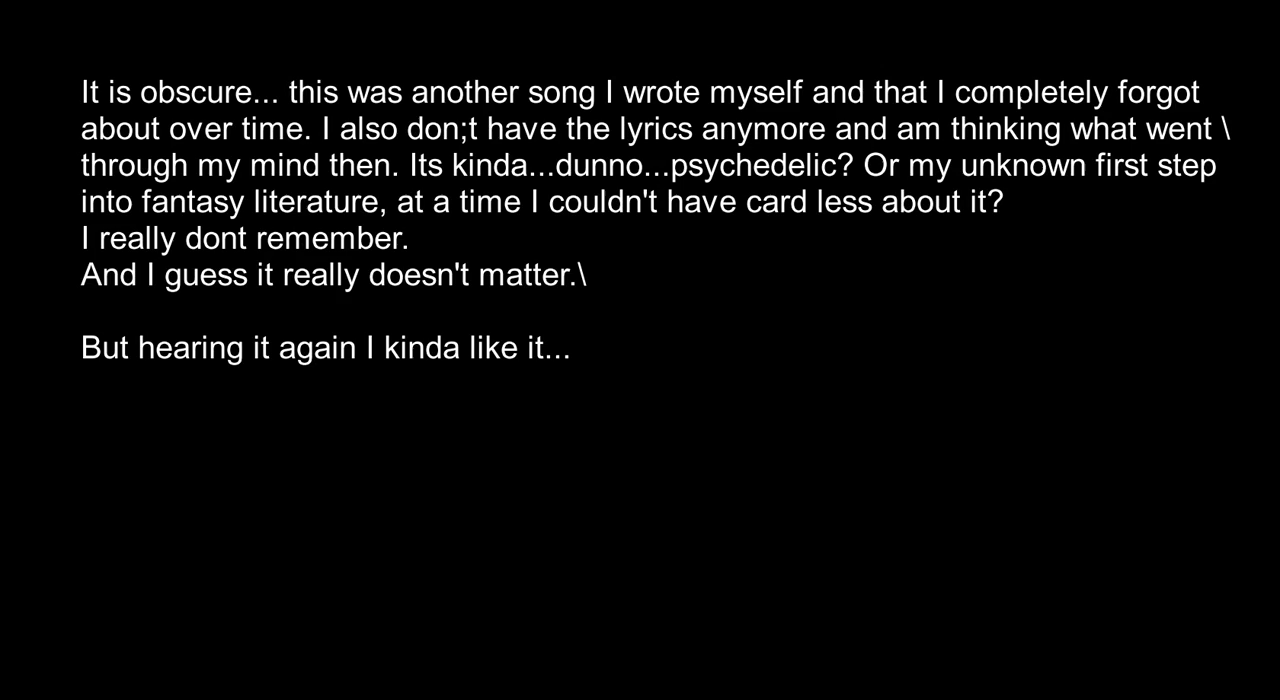 It is obscure... this was another song I wrote myself and that I completely forgot
about over time. I also don;t have the lyrics anymore and am thinking what went \
through my mind then. Its kinda...dunno...psychedelic? Or my unknown first step
into fantasy literature, at a time I couldn't have card less about it?
I really dont remember.
And I guess it really doesn't matter.\
But hearing it again I kinda like it...